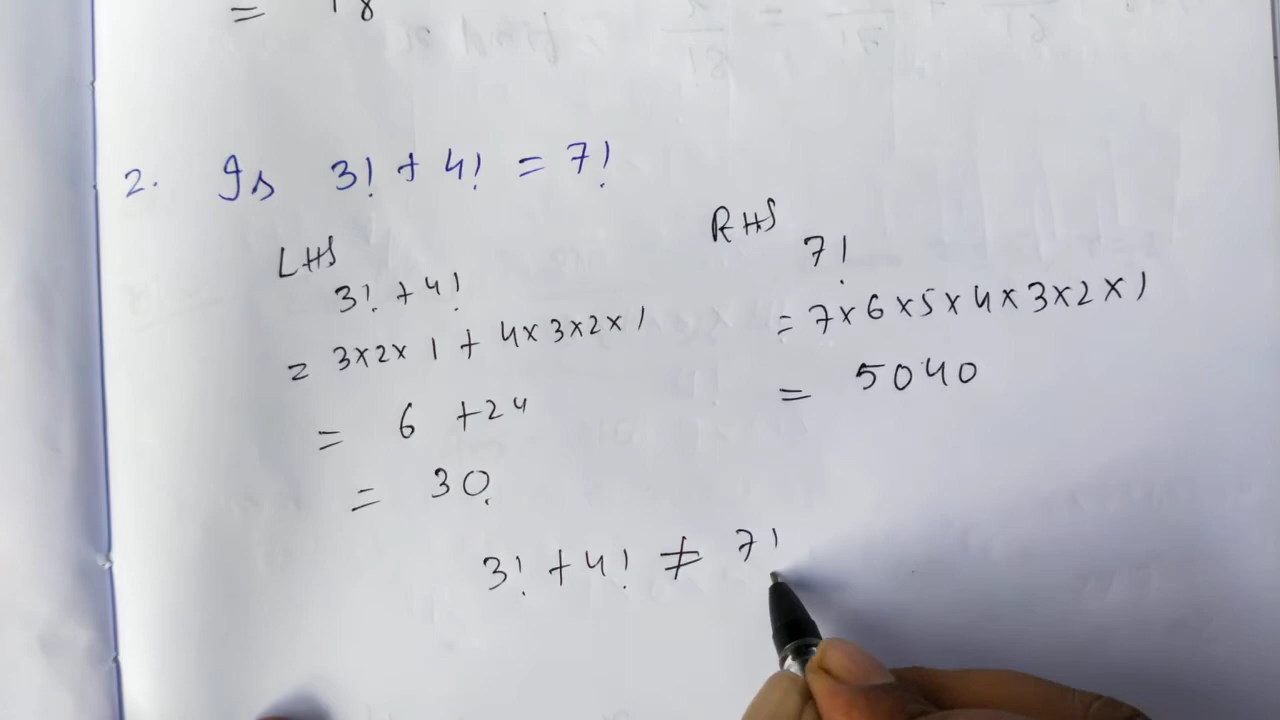 = 18
2. Is 3! + 4! = 7!
LHS
3! + 4!
= 3×2×1 + 4×3×2×1
= 6 +24
= 30.
RHS
7!
= 7×6×5×4×3×2×1
= 5040
3! + 4! ≠ 7!